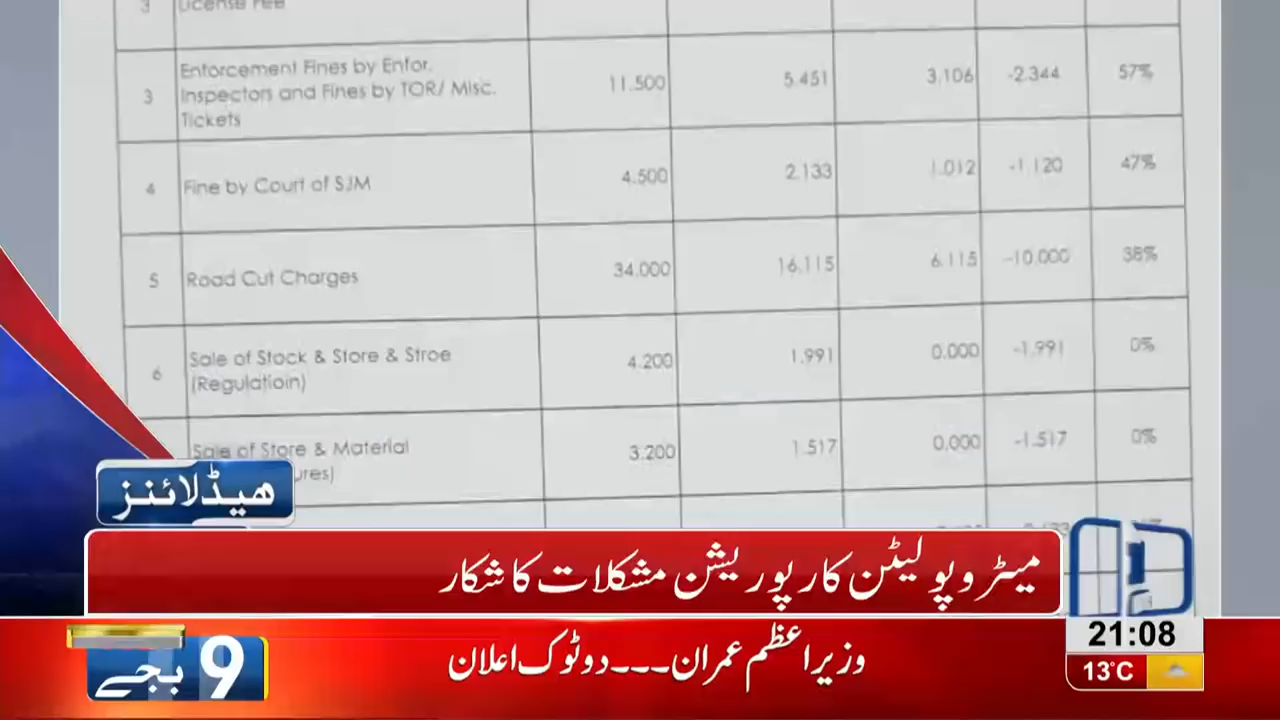 3 License Fee
3 Enforcement Fines by Enfor. Inspectors and Fines by TOR/ Misc. Tickets 11.500 5.451 3.106 -2.344 57%
4 Fine by Court of SJM 4.500 2.133 1.012 -1.120 47%
5 Road Cut Charges 34.000 16.115 6.115 -10.000 38%
6 Sale of Stock & Store & Stroe (Regulatioin) 4.200 1.991 0.000 -1.991 0%
Sale of Store & Material 3.200 1.517 0.000 -1.517 0%
ہیڈلائنز
میٹروپولیٹن کارپوریشن مشکلات کا شکار
21:08
9 بجے
وزیراعظم عمران۔۔۔دوٹوک اعلان
13°C